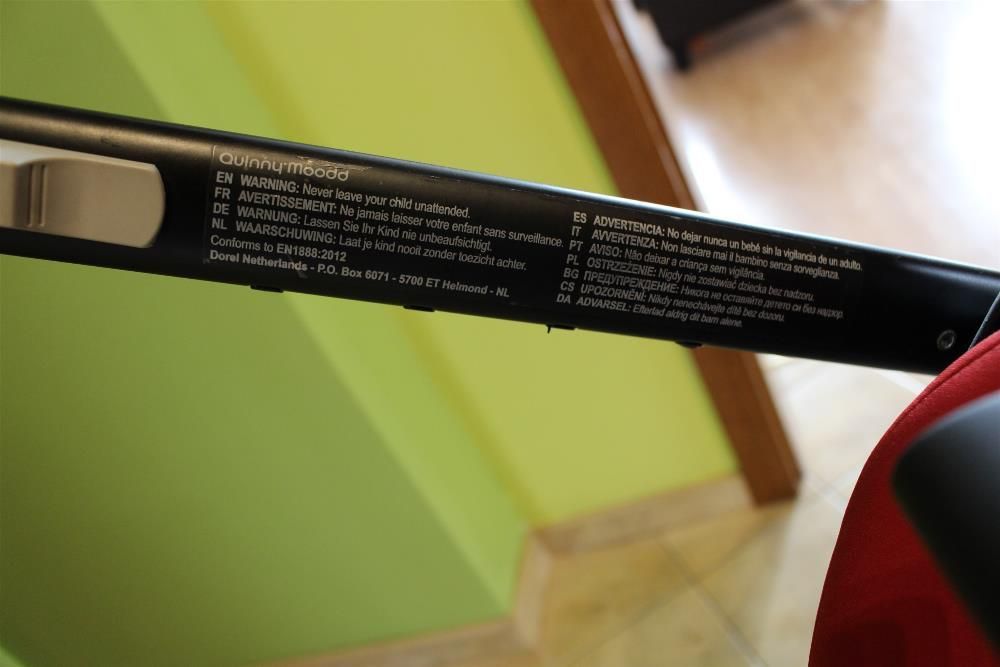 Quinny·moodd
EN WARNING: Never leave your child unattended.
FR AVERTISSEMENT: Ne jamais laisser votre enfant sans surveillance.
DE WARNUNG: Lassen Sie Ihr Kind nie unbeaufsichtigt.
NL WAARSCHUWING: Laat je kind nooit zonder toezicht achter.
Conforms to EN1888:2012
Dorel Netherlands - P.O. Box 6071 - 5700 ET Helmond - NL
ES ADVERTENCIA: No dejar nunca un bebé sin la vigilancia de un adulto.
IT AVVERTENZA: Non lasciare mai il bambino senza sorveglianza.
PT AVISO: Não deixar a criança sem vigilância.
PL OSTRZEŻENIE: Nigdy nie zostawiać dziecka bez nadzoru.
BG ПРЕДУПРЕЖДЕНИЕ: Никога не оставяйте детето си без надзор.
CS UPOZORNĚNÍ: Nikdy nenechávejte dítě bez dozoru.
DA ADVARSEL: Efterlad aldrig dit barn alene.